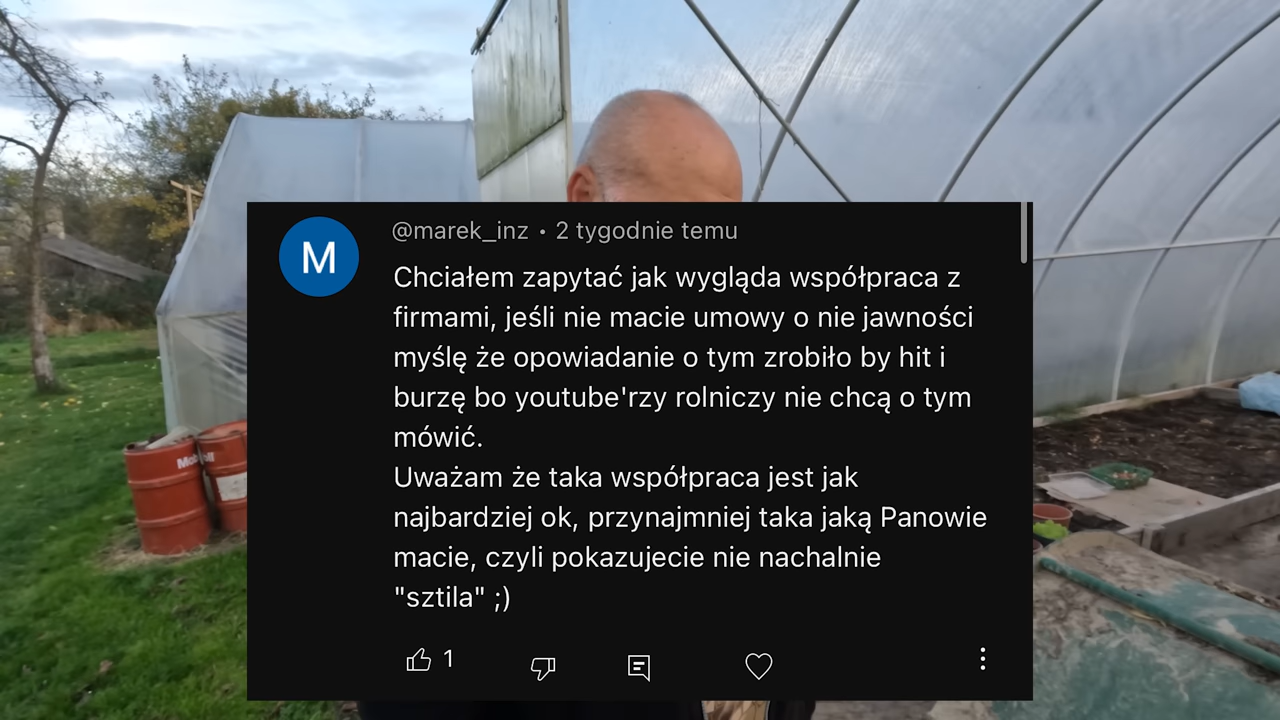 M
@marek_inz • 2 tygodnie temu
Chciałem zapytać jak wygląda współpraca z
firmami, jeśli nie macie umowy o nie jawności
myślę że opowiadanie o tym zrobiło by hit i
burzę bo youtube'rzy rolniczy nie chcą o tym
mówić.
Uważam że taka współpraca jest jak
najbardziej ok, przynajmniej taka jaką Panowie
macie, czyli pokazujecie nie nachalnie
"sztila" ;)
1